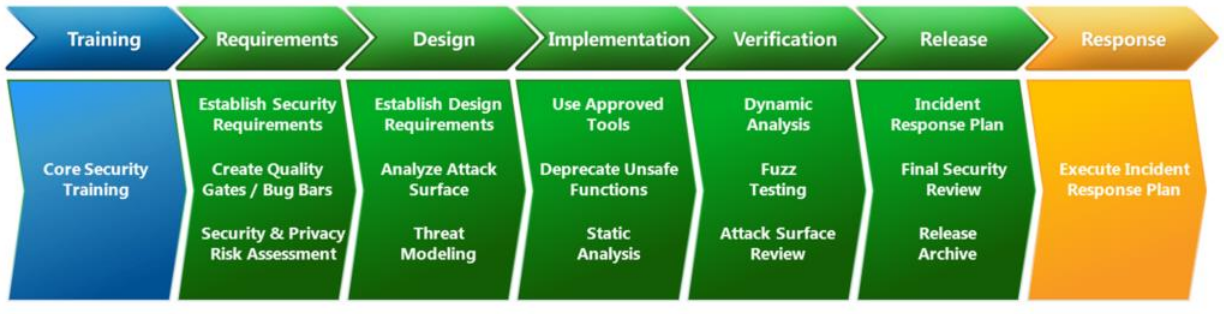 Training
Requirements
Design
Implementation
Verification
Release
Response
Core Security
Training
Establish Security
Requirements
Create Quality
Gates / Bug Bars
Security & Privacy
Risk Assessment
Establish Design
Requirements
Analyze Attack
Surface
Threat
Modeling
Use Approved
Tools
Deprecate Unsafe
Functions
Static
Analysis
Dynamic
Analysis
Fuzz
Testing
Attack Surface
Review
Incident
Response Plan
Final Security
Review
Release
Archive
Execute Incident
Response Plan